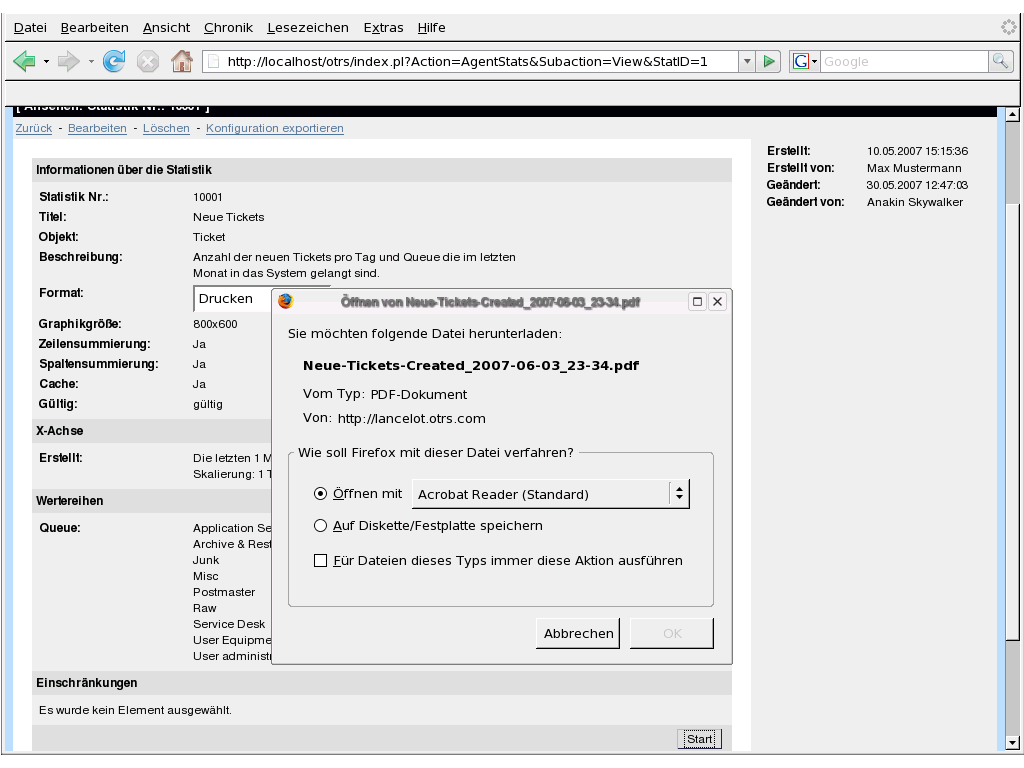 Datei Bearbeiten Ansicht Chronik Lesezeichen Extras Hilfe
http://localhost/otrs/index.pl?Action=AgentStats&Subaction=View&StatID=1
G Google
[ Ansehen: Statistik Nr.: 10001 ]
Zurück - Bearbeiten - Löschen - Konfiguration exportieren
Informationen über die Statistik
Statistik Nr.: 10001
Titel: Neue Tickets
Objekt: Ticket
Beschreibung: Anzahl der neuen Tickets pro Tag und Queue die im letzten
Monat in das System gelangt sind.
Format: Drucken
Graphikgröße: 800x600
Zeilensummierung: Ja
Spaltensummierung: Ja
Cache: Ja
Gültig: gültig
X-Achse
Erstellt: Die letzten 1 M
Skalierung: 1 T
Wertereihen
Queue: Application Se
Archive & Rest
Junk
Misc
Postmaster
Raw
Service Desk
User Equipme
User administr
Einschränkungen
Es wurde kein Element ausgewählt.
Start
Erstellt: 10.05.2007 15:15:36
Erstellt von: Max Mustermann
Geändert: 30.05.2007 12:47:03
Geändert von: Anakin Skywalker
Öffnen von Neue-Tickets-Created_2007-06-03_23-34.pdf
Sie möchten folgende Datei herunterladen:
Neue-Tickets-Created_2007-06-03_23-34.pdf
Vom Typ: PDF-Dokument
Von: http://lancelot.otrs.com
Wie soll Firefox mit dieser Datei verfahren?
Öffnen mit Acrobat Reader (Standard)
Auf Diskette/Festplatte speichern
Für Dateien dieses Typs immer diese Aktion ausführen
Abbrechen OK